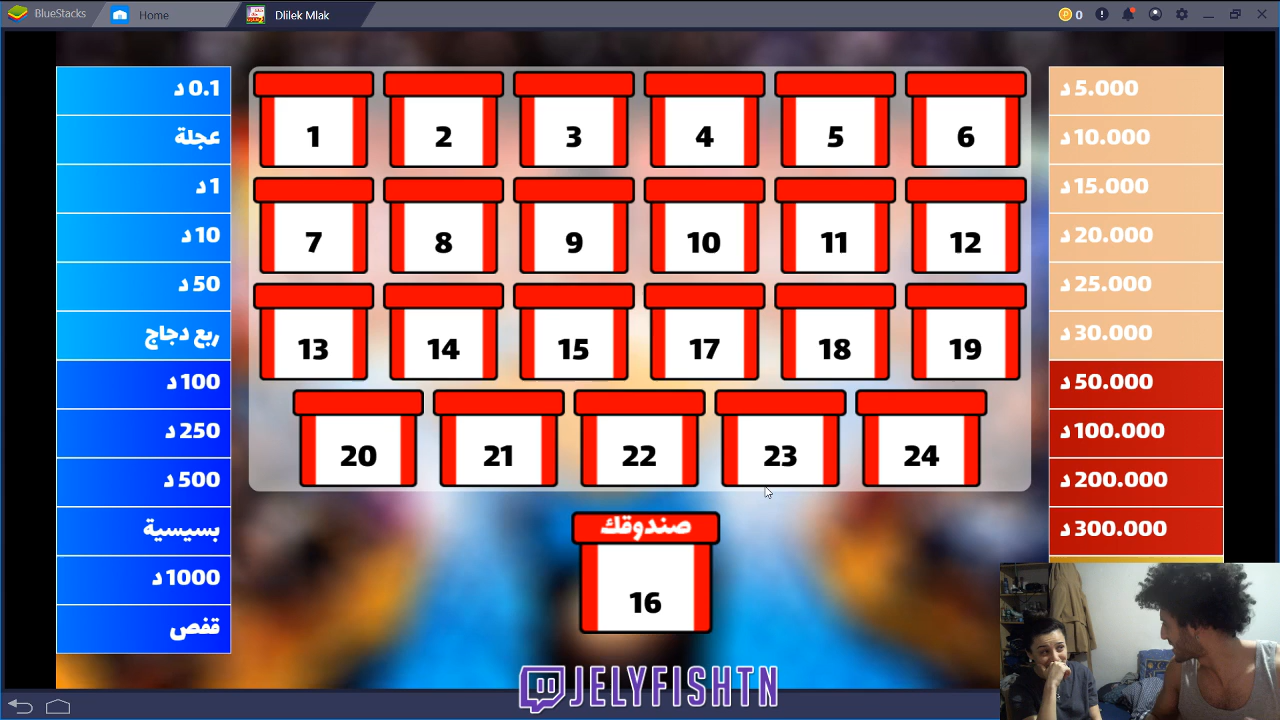 BlueStacks
Home
Dlilek Mlak
0
0.1 د
عجلة
1 د
10 د
50 د
ربع دجاج
100 د
250 د
500 د
بسيسية
1000 د
قفص
1
2
3
4
5
6
7
8
9
10
11
12
13
14
15
17
18
19
20
21
22
23
24
صندوقك
16
5.000 د
10.000 د
15.000 د
20.000 د
25.000 د
30.000 د
50.000 د
100.000 د
200.000 د
300.000 د
JELYFISHTN